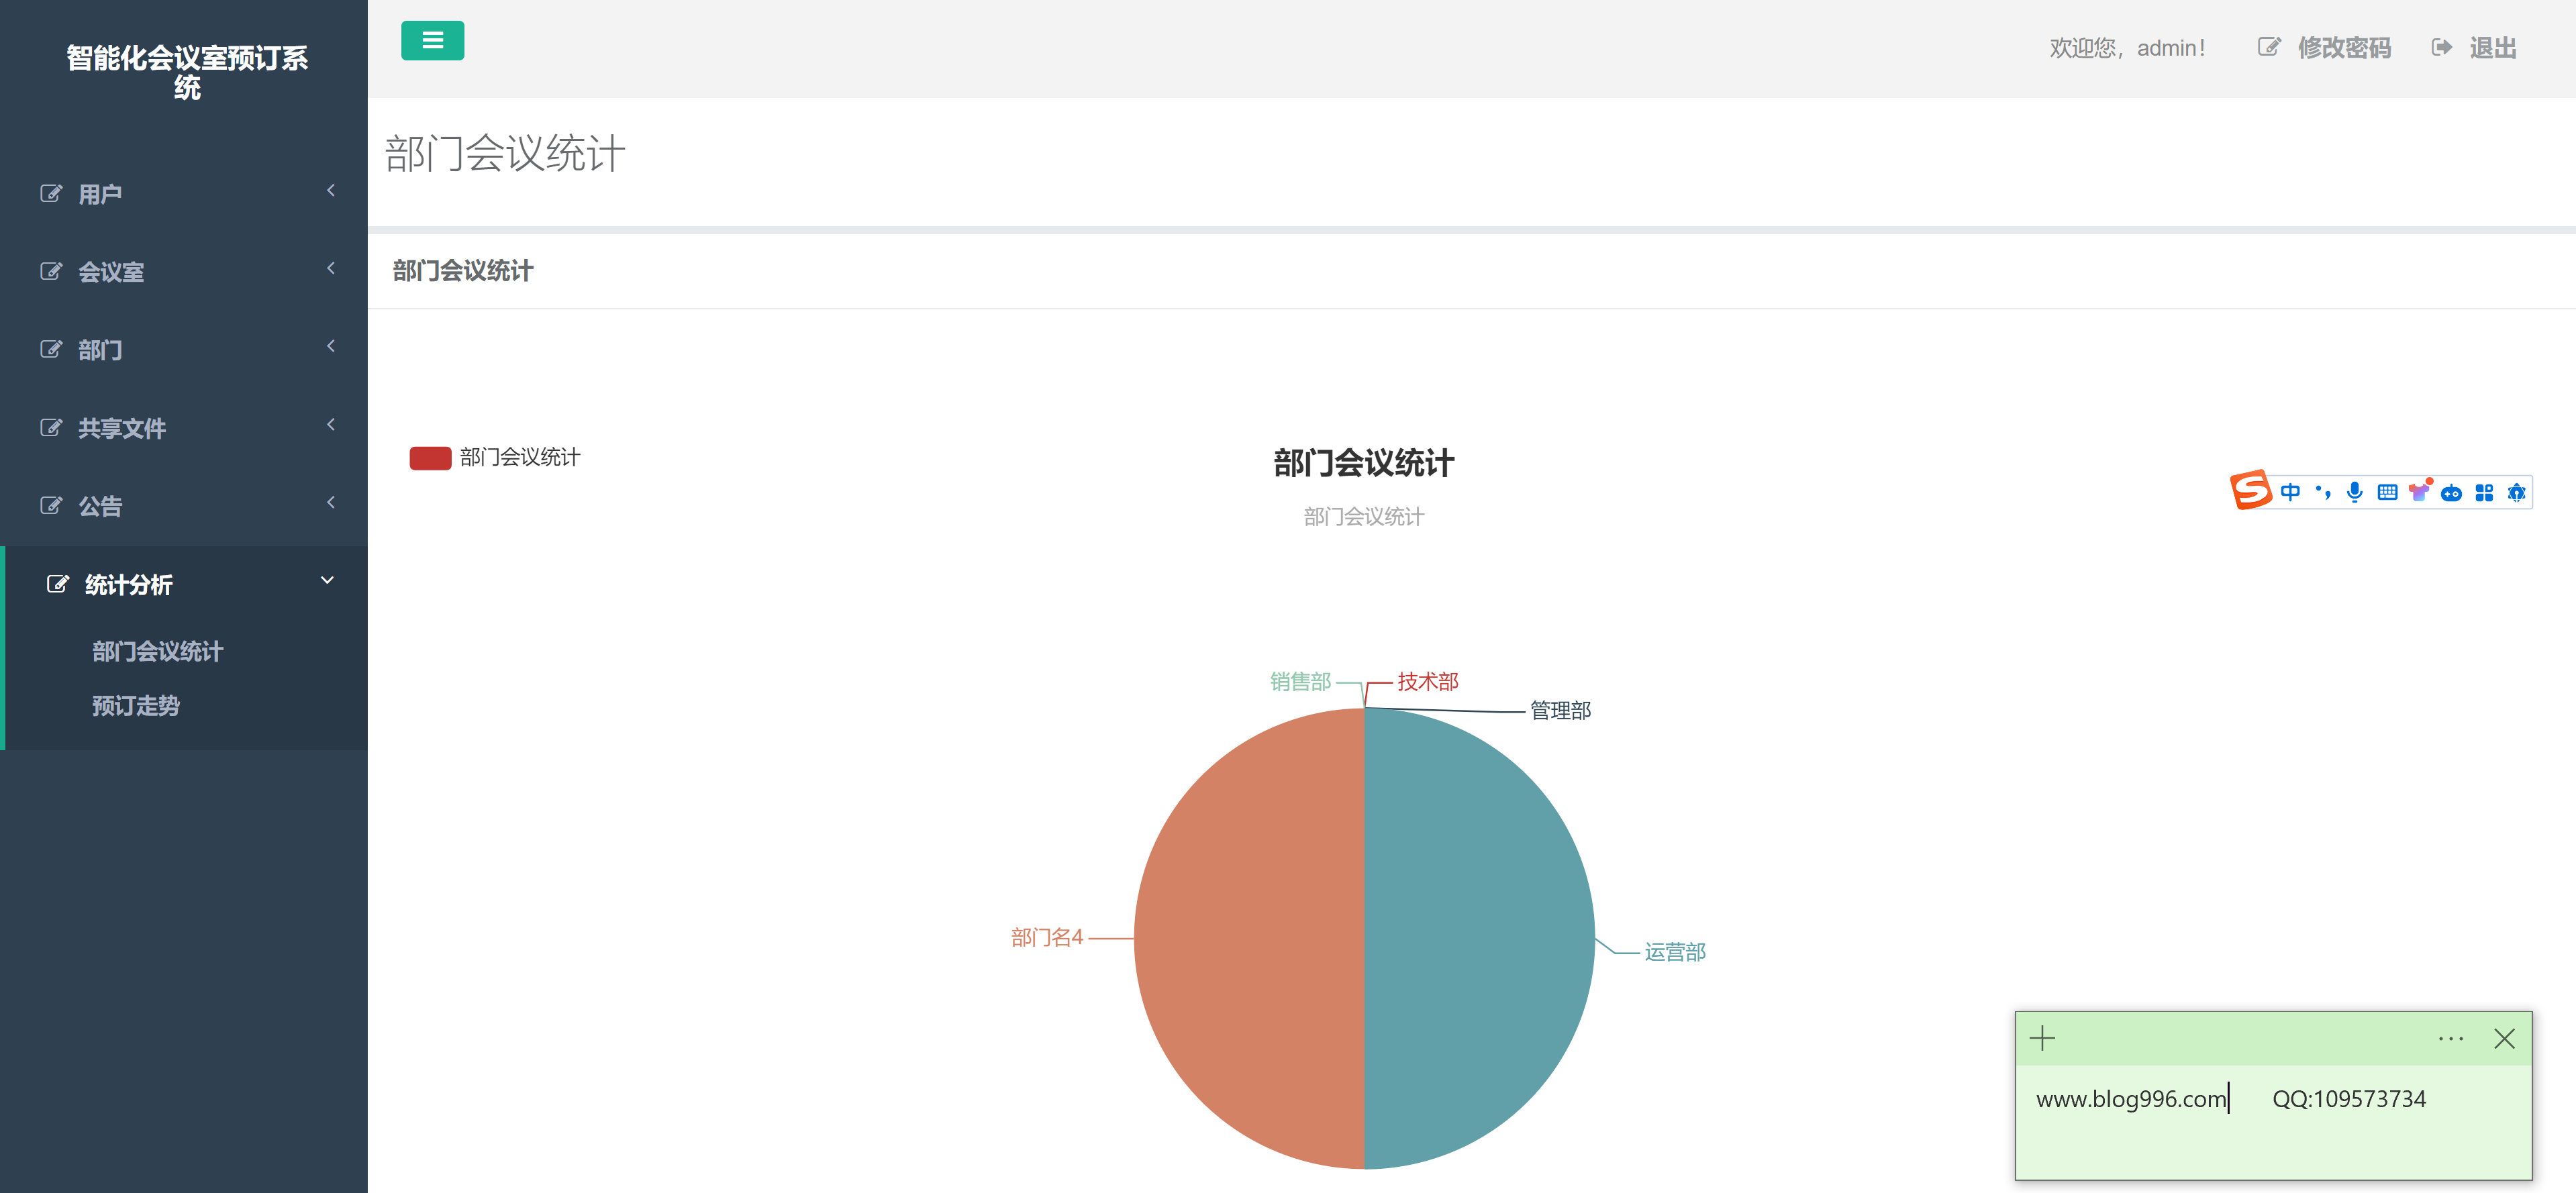 智能化会议室预订系
统
用户
会议室
部门
共享文件
公告
统计分析
部门会议统计
预订走势
欢迎您，admin！ 修改密码 退出
部门会议统计
部门会议统计
部门会议统计
部门会议统计
部门会议统计
中
销售部 技术部
管理部
部门名4
运营部
www.blog996.com QQ:109573734